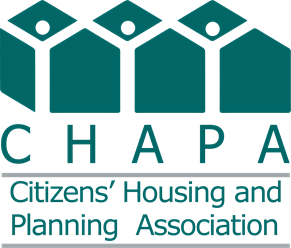 CHAPA
Citizens’ Housing and
Planning Association